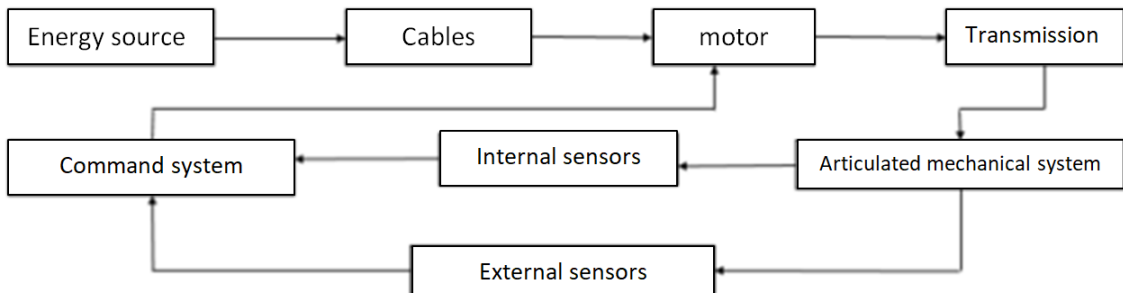 Energy source
Cables
motor
Transmission
Command system
Internal sensors
Articulated mechanical system
External sensors